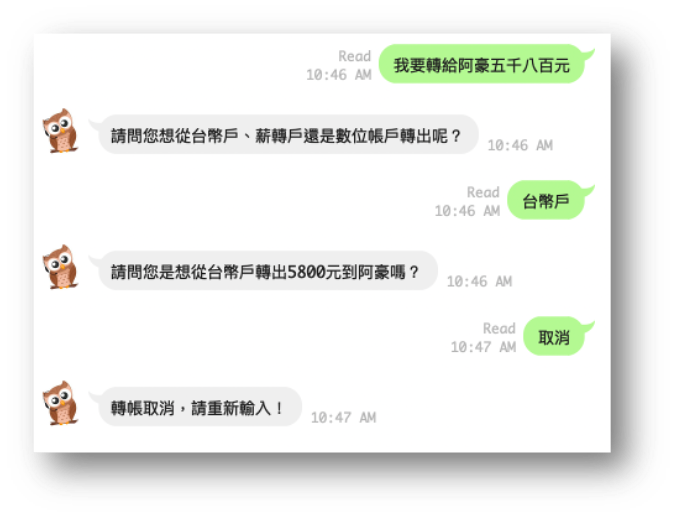 Read
10:46 AM
我要轉給阿豪五千八百元
請問您想從台幣戶、薪轉戶還是數位帳戶轉出呢？
10:46 AM
Read
10:46 AM
台幣戶
請問您是想從台幣戶轉出5800元到阿豪嗎？
10:46 AM
Read
10:47 AM
取消
轉帳取消，請重新輸入！
10:47 AM